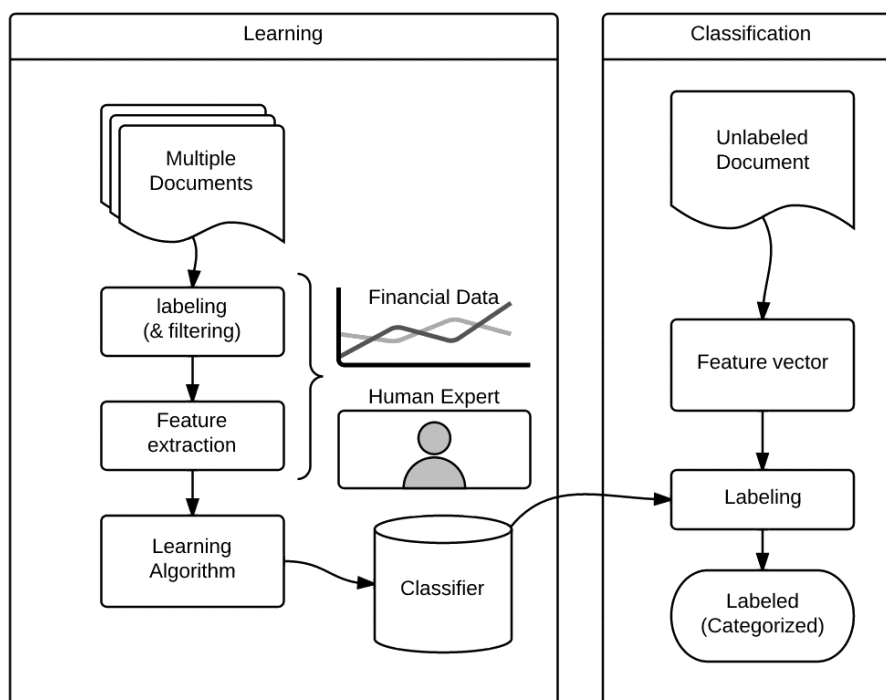 Learning
Multiple
Documents
labeling
(& filtering)
Feature
extraction
Learning
Algorithm
Financial Data
Human Expert
Classifier
Classification
Unlabeled
Document
Feature vector
Labeling
Labeled
(Categorized)